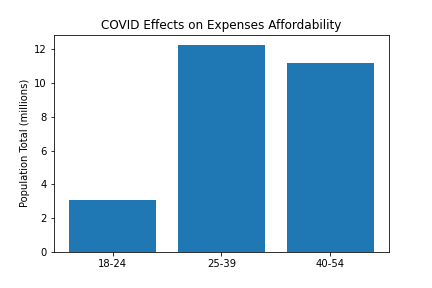 COVID Effects on Expenses Affordability
Population Total (millions)
12
10
8
6
4
2
0
18-24 25-39 40-54